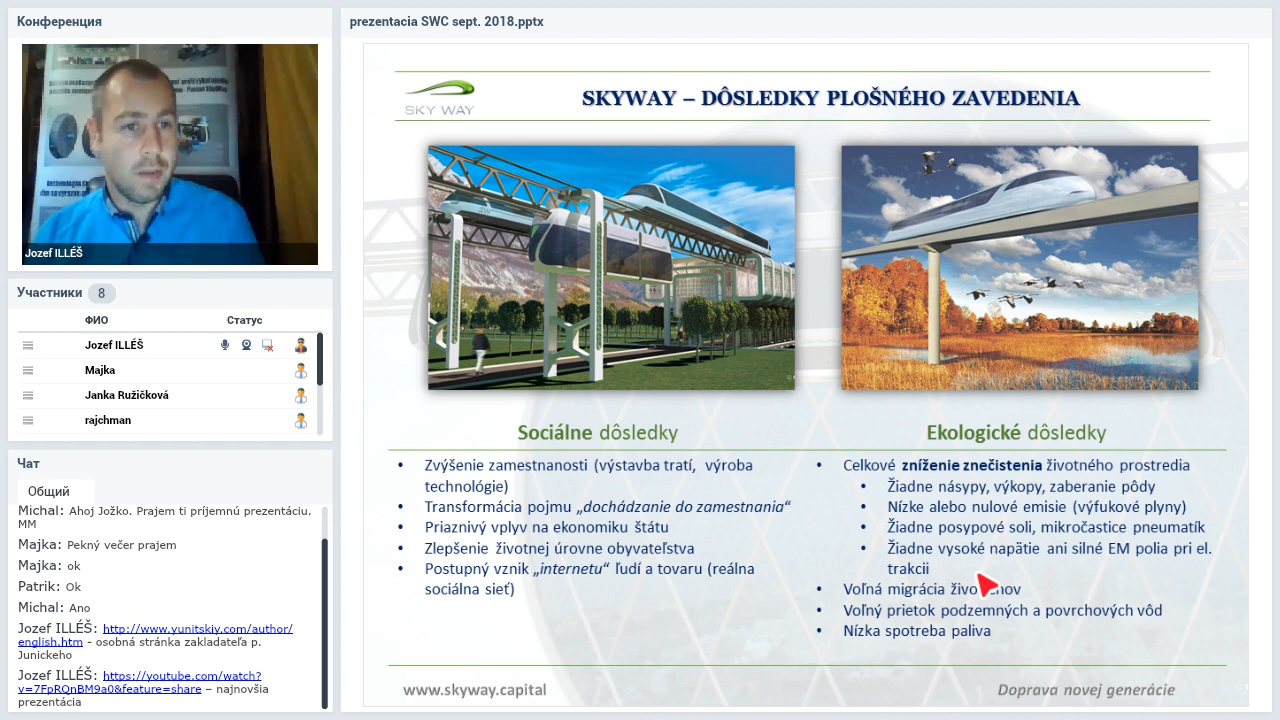 Конференция
Jozef ILLÉŠ
Участники 8
ФИО Статус
Jozef ILLÉŠ
Majka
Janka Ružičková
rajchman
Чат
Общий
Michal: Ahoj Jožko. Prajem ti príjemnú prezentáciu.
MM
Majka: Pekný večer prajem
Majka: ok
Patrik: Ok
Michal: Ano
Jozef ILLÉŠ: http://www.yunitskiy.com/author/
english.htm - osobná stránka zakladateľa p.
Junickeho
Jozef ILLÉŠ: https://youtube.com/watch?
v=7FpRQnBM9a0&feature=share – najnovšia
prezentácia
prezentacia SWC sept. 2018.pptx
SKY WAY
SKYWAY – DÔSLEDKY PLOŠNÉHO ZAVEDENIA
Sociálne dôsledky
• Zvýšenie zamestnanosti (výstavba tratí, výroba
technológie)
• Transformácia pojmu „dochádzanie do zamestnania“
• Priaznivý vplyv na ekonomiku štátu
• Zlepšenie životnej úrovne obyvateľstva
• Postupný vznik „internetu“ ľudí a tovaru (reálna
sociálna sieť)
Ekologické dôsledky
• Celkové zníženie znečistenia životného prostredia
• Žiadne násypy, výkopy, zaberanie pôdy
• Nízke alebo nulové emisie (výfukové plyny)
• Žiadne posypové soli, mikročastice pneumatík
• Žiadne vysoké napätie ani silné EM polia pri el.
trakcii
• Voľná migrácia
• Voľný prietok podzemných a povrchových vôd
• Nízka spotreba paliva
www.skyway.capital
Doprava novej generácie